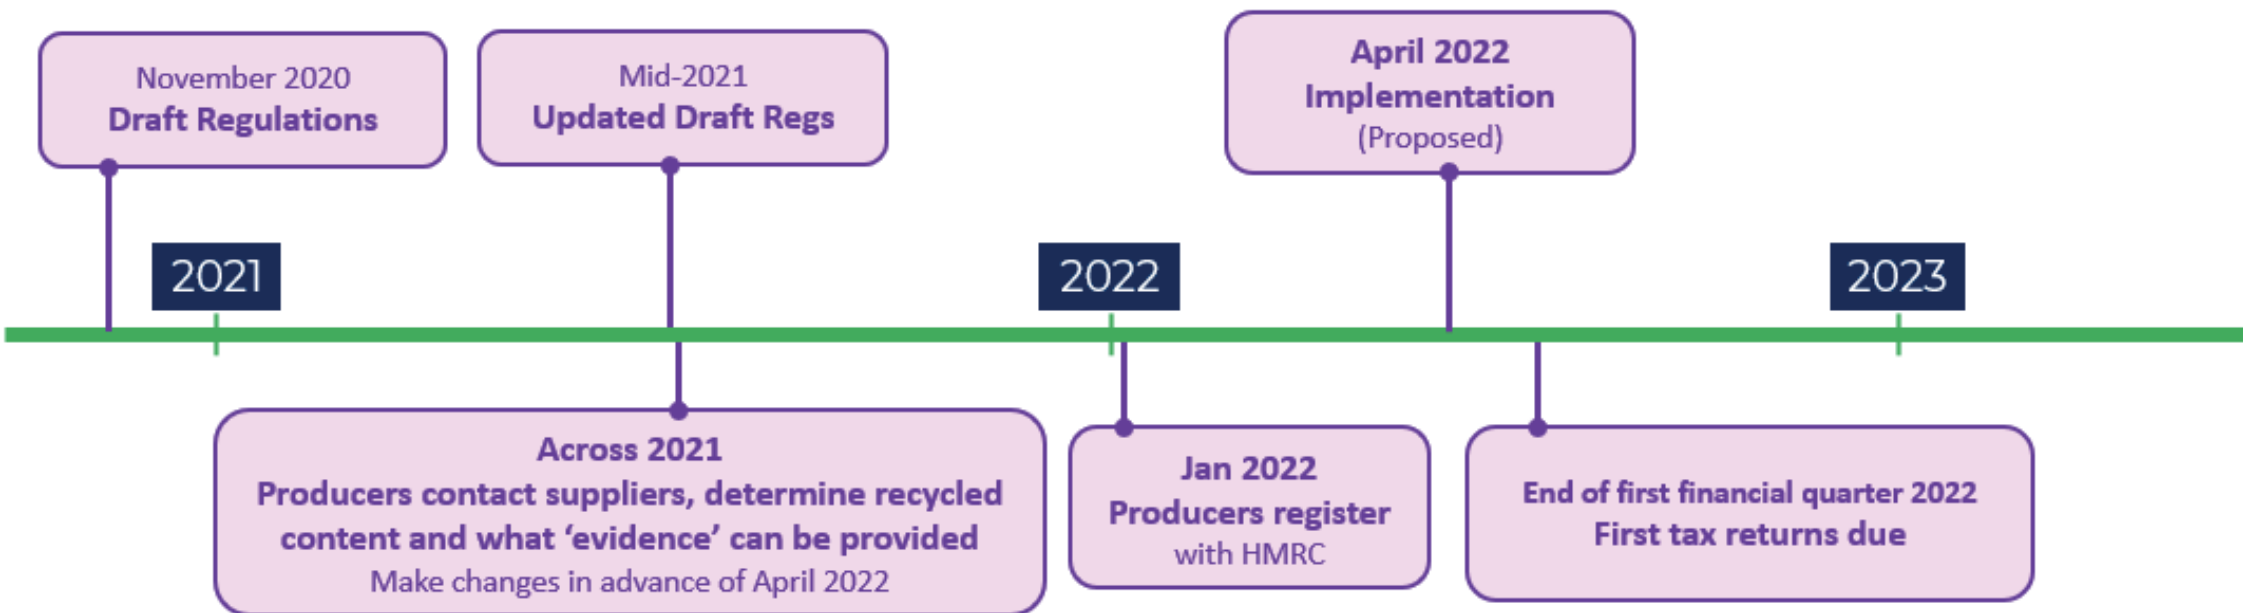 November 2020
Draft Regulations
Mid-2021
Updated Draft Regs
April 2022
Implementation
(Proposed)
2021
2022
2023
Across 2021
Producers contact suppliers, determine recycled
content and what ‘evidence’ can be provided
Make changes in advance of April 2022
Jan 2022
Producers register
with HMRC
End of first financial quarter 2022
First tax returns due